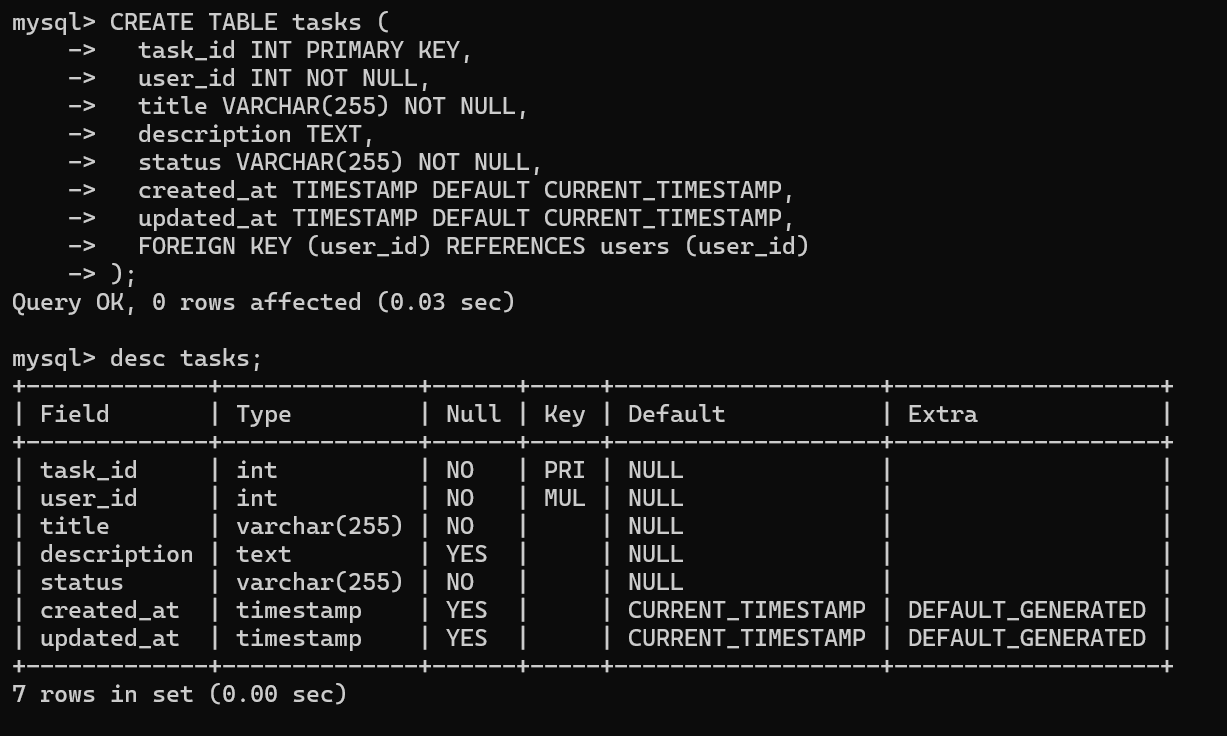 mysql> CREATE TABLE tasks (
    ->   task_id INT PRIMARY KEY,
    ->   user_id INT NOT NULL,
    ->   title VARCHAR(255) NOT NULL,
    ->   description TEXT,
    ->   status VARCHAR(255) NOT NULL,
    ->   created_at TIMESTAMP DEFAULT CURRENT_TIMESTAMP,
    ->   updated_at TIMESTAMP DEFAULT CURRENT_TIMESTAMP,
    ->   FOREIGN KEY (user_id) REFERENCES users (user_id)
    -> );
Query OK, 0 rows affected (0.03 sec)

mysql> desc tasks;
+-------------+--------------+------+-----+-------------------+-------------------+
| Field       | Type         | Null | Key | Default           | Extra             |
+-------------+--------------+------+-----+-------------------+-------------------+
| task_id     | int          | NO   | PRI | NULL              |                   |
| user_id     | int          | NO   | MUL | NULL              |                   |
| title       | varchar(255) | NO   |     | NULL              |                   |
| description | text         | YES  |     | NULL              |                   |
| status      | varchar(255) | NO   |     | NULL              |                   |
| created_at  | timestamp    | YES  |     | CURRENT_TIMESTAMP | DEFAULT_GENERATED |
| updated_at  | timestamp    | YES  |     | CURRENT_TIMESTAMP | DEFAULT_GENERATED |
+-------------+--------------+------+-----+-------------------+-------------------+
7 rows in set (0.00 sec)